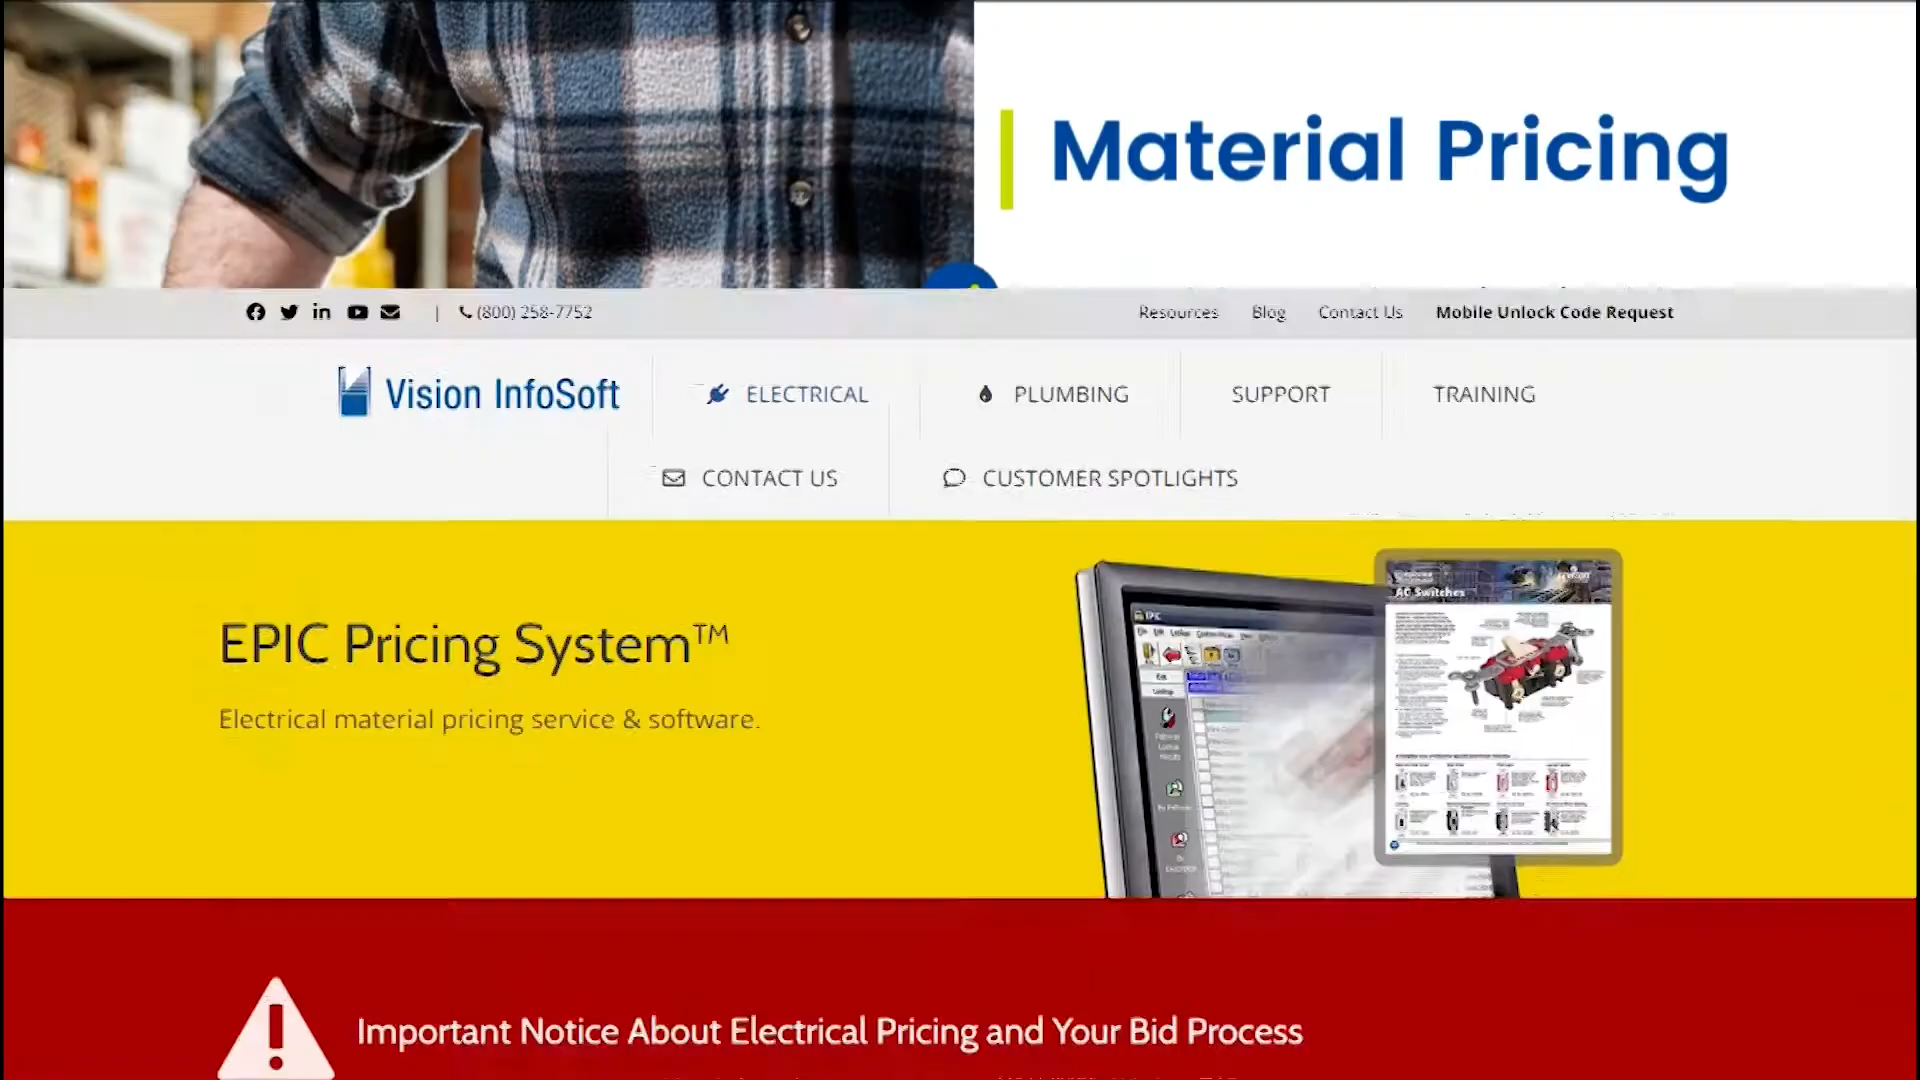 Material Pricing
(800) 258-7752
Resources Blog Contact Us Mobile Unlock Code Request
Vision InfoSoft ELECTRICAL PLUMBING SUPPORT TRAINING
CONTACT US CUSTOMER SPOTLIGHTS
EPIC Pricing System™
Electrical material pricing service & software.
EPIC
AC Switches
Important Notice About Electrical Pricing and Your Bid Process